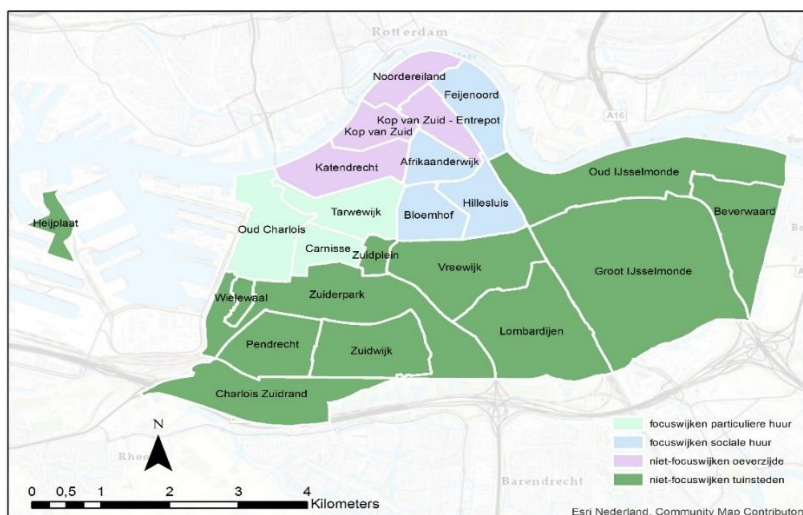 Rotterdam
Noordereiland
Feijenoord
Kop van Zuid - Entrepot
Kop van Zuid
A16
Katendrecht
Afrikaanderwijk
Oud IJsselmonde
Heijplaat
Tarwewijk
Hillesluis
Bloemhof
Beverwaard
Oud Charlois
Carnisse
Zuidplein
Vreewijk
Groot IJsselmonde
Wielewaal
Zuiderpark
Lombardijen
Pendrecht
Zuidwijk
Charlois Zuidrand
N
focuswijken particuliere huur
focuswijken sociale huur
niet-focuswijken oeverzijde
niet-focuswijken tuinsteden
Barendrecht
0 0,5 1 2 3 4
Kilometers
Esri Nederland, Community Map Contributors